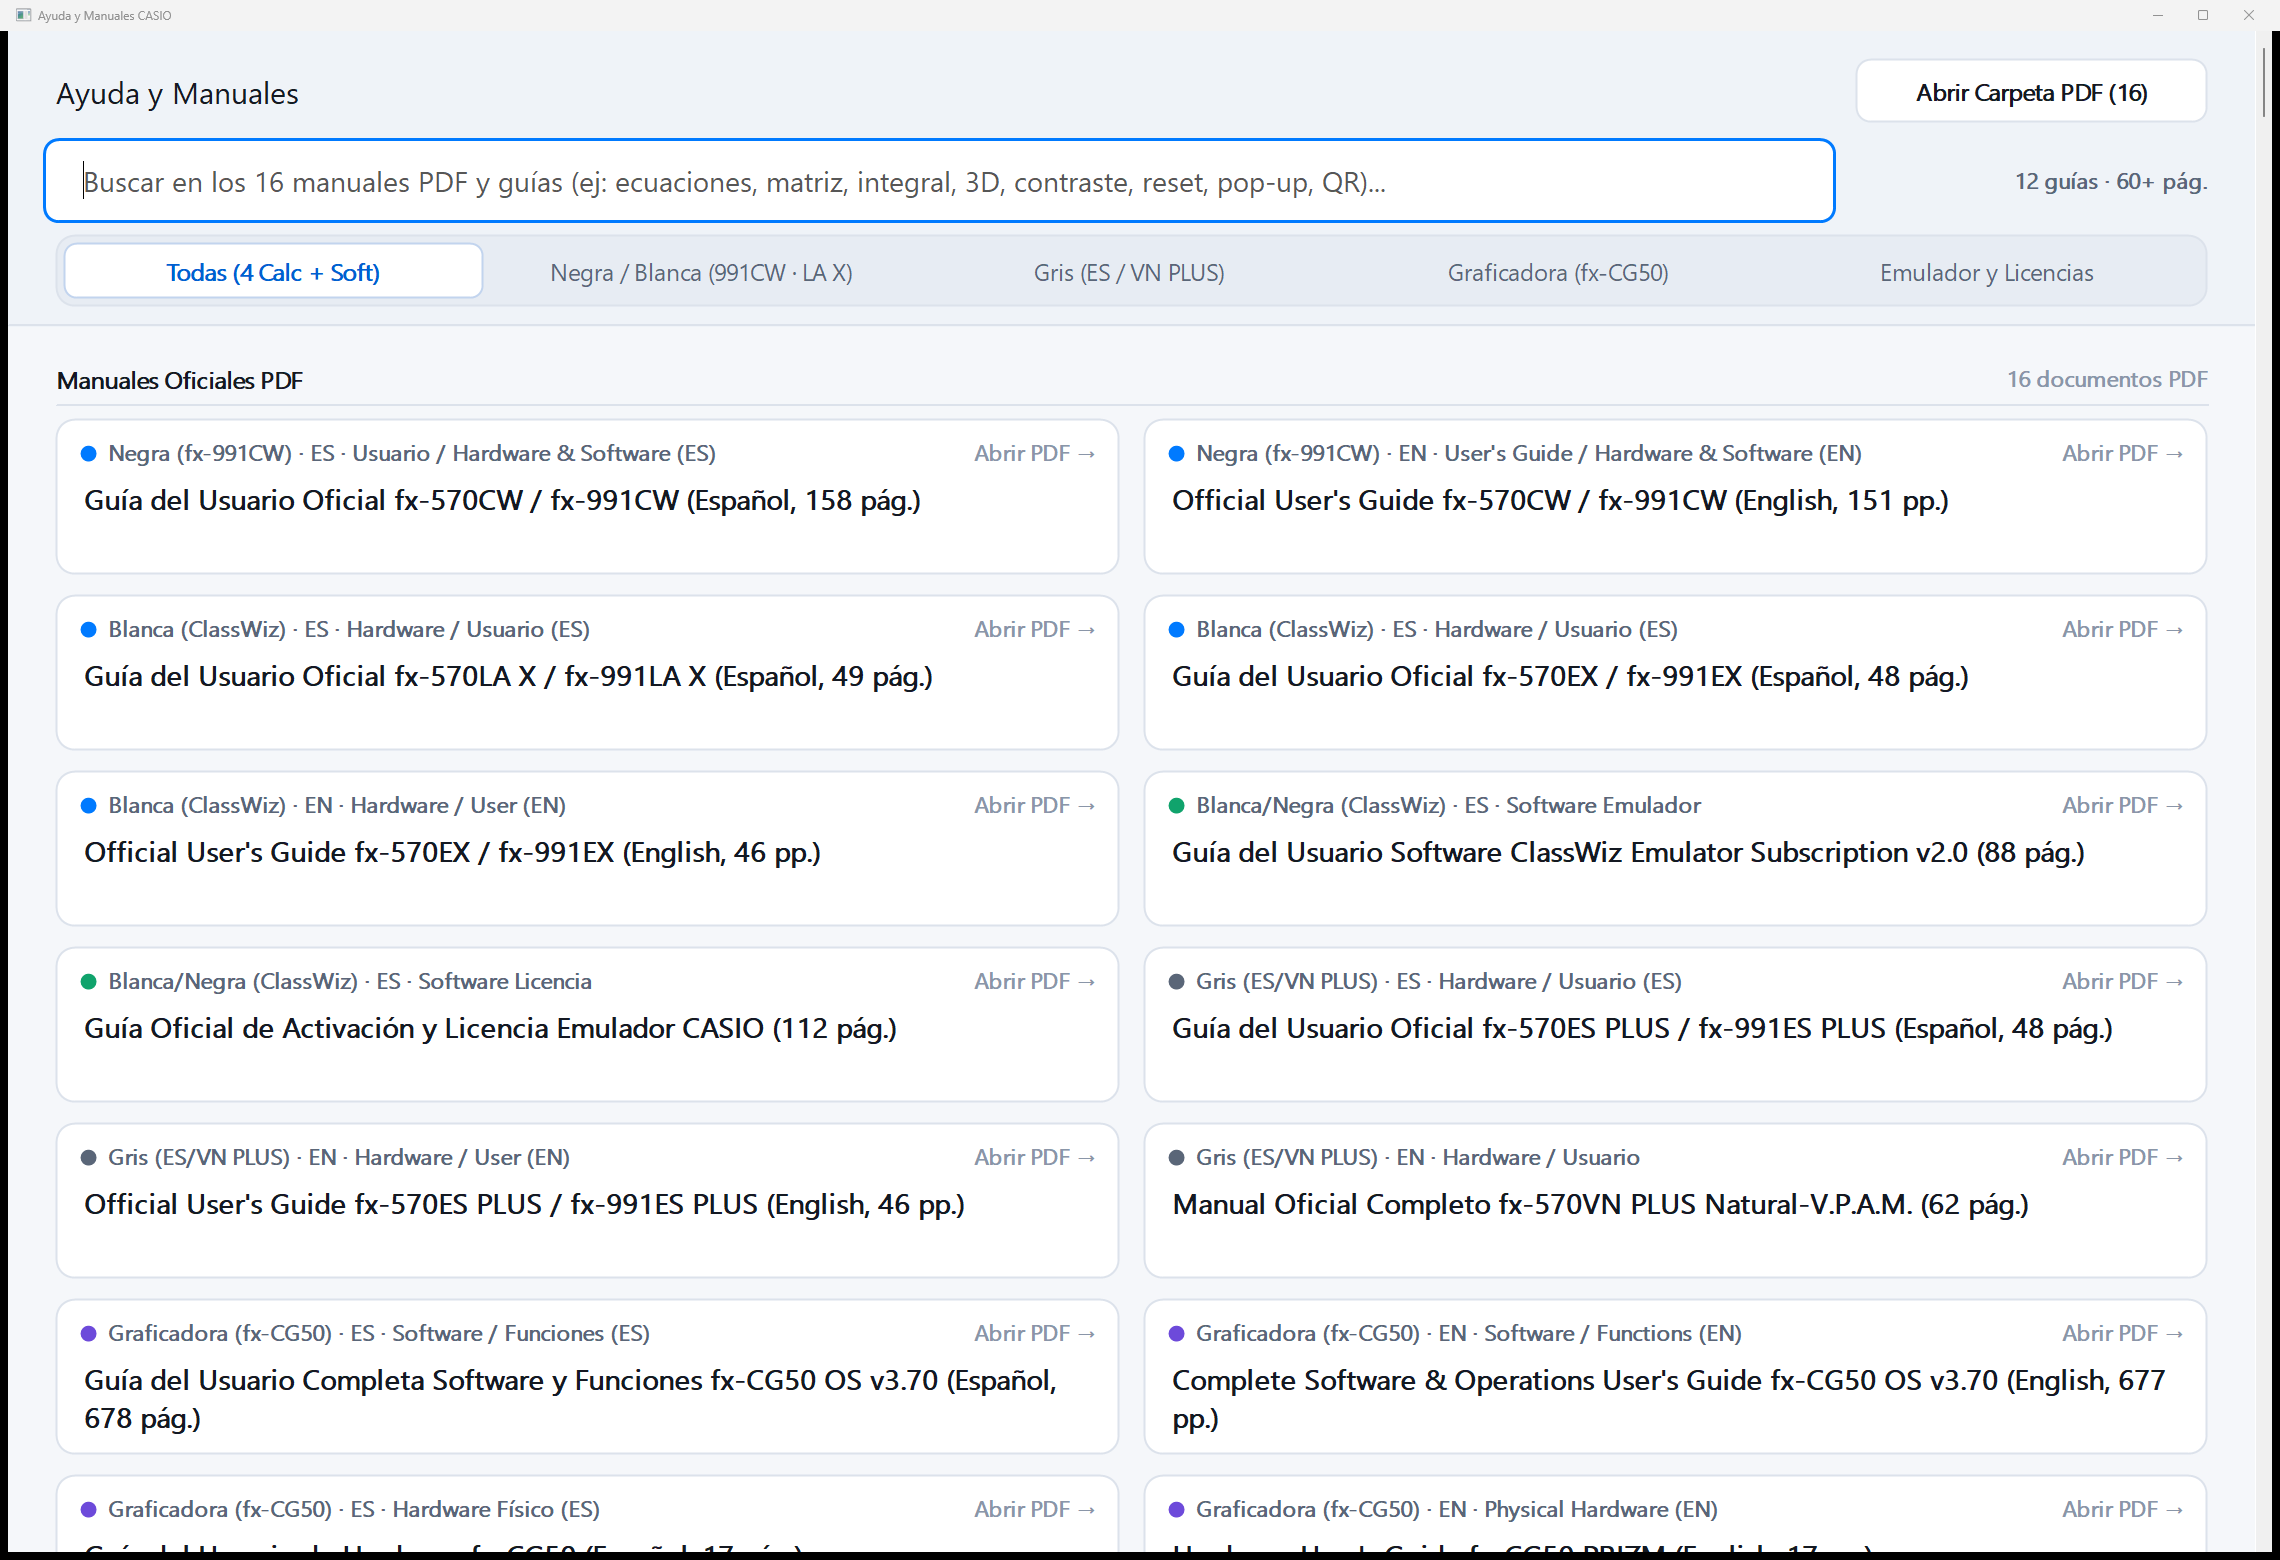 Ayuda y Manuales CASIO
Ayuda y Manuales
Abrir Carpeta PDF (16)
Buscar en los 16 manuales PDF y guías (ej: ecuaciones, matriz, integral, 3D, contraste, reset, pop-up, QR)...
12 guías · 60+ pág.
Todas (4 Calc + Soft)
Negra / Blanca (991CW · LA X)
Gris (ES / VN PLUS)
Graficadora (fx-CG50)
Emulador y Licencias
Manuales Oficiales PDF
16 documentos PDF
Negra (fx-991CW) · ES · Usuario / Hardware & Software (ES)
Abrir PDF →
Guía del Usuario Oficial fx-570CW / fx-991CW (Español, 158 pág.)
Negra (fx-991CW) · EN · User's Guide / Hardware & Software (EN)
Abrir PDF →
Official User's Guide fx-570CW / fx-991CW (English, 151 pp.)
Blanca (ClassWiz) · ES · Hardware / Usuario (ES)
Abrir PDF →
Guía del Usuario Oficial fx-570LA X / fx-991LA X (Español, 49 pág.)
Blanca (ClassWiz) · ES · Hardware / Usuario (ES)
Abrir PDF →
Guía del Usuario Oficial fx-570EX / fx-991EX (Español, 48 pág.)
Blanca (ClassWiz) · EN · Hardware / User (EN)
Abrir PDF →
Official User's Guide fx-570EX / fx-991EX (English, 46 pp.)
Blanca/Negra (ClassWiz) · ES · Software Emulador
Abrir PDF →
Guía del Usuario Software ClassWiz Emulator Subscription v2.0 (88 pág.)
Blanca/Negra (ClassWiz) · ES · Software Licencia
Abrir PDF →
Guía Oficial de Activación y Licencia Emulador CASIO (112 pág.)
Gris (ES/VN PLUS) · ES · Hardware / Usuario (ES)
Abrir PDF →
Guía del Usuario Oficial fx-570ES PLUS / fx-991ES PLUS (Español, 48 pág.)
Gris (ES/VN PLUS) · EN · Hardware / User (EN)
Abrir PDF →
Official User's Guide fx-570ES PLUS / fx-991ES PLUS (English, 46 pp.)
Gris (ES/VN PLUS) · EN · Hardware / Usuario
Abrir PDF →
Manual Oficial Completo fx-570VN PLUS Natural-V.P.A.M. (62 pág.)
Graficadora (fx-CG50) · ES · Software / Funciones (ES)
Abrir PDF →
Guía del Usuario Completa Software y Funciones fx-CG50 OS v3.70 (Español,
678 pág.)
Graficadora (fx-CG50) · EN · Software / Functions (EN)
Abrir PDF →
Complete Software & Operations User's Guide fx-CG50 OS v3.70 (English, 677
pp.)
Graficadora (fx-CG50) · ES · Hardware Físico (ES)
Abrir PDF →
Graficadora (fx-CG50) · EN · Physical Hardware (EN)
Abrir PDF →